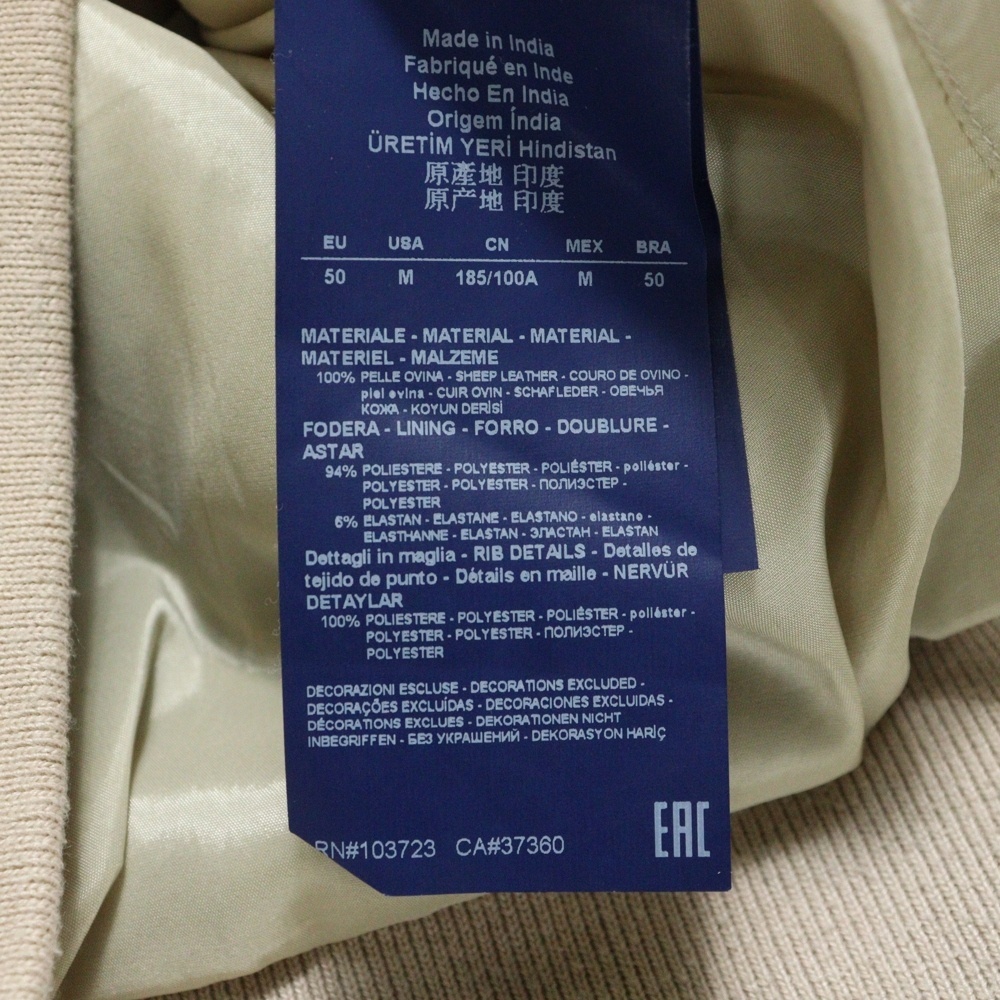 Made in India
Fabriqué en Inde
Hecho En India
Origem Índia
ÜRETİM YERİ Hindistan
原產地 印度
原产地 印度
EU USA CN MEX BRA
50 M 185/100A M 50
MATERIALE - MATERIAL - MATERIAL -
MATERIEL - MALZEME
100% PELLE OVINA - SHEEP LEATHER - COURO DE OVINO -
piel ovina - CUIR OVIN - SCHAFLEDER - ОВЕЧЬЯ
КОЖА - KOYUN DERİSİ
FODERA - LINING - FORRO - DOUBLURE -
ASTAR
94% POLIESTERE - POLYESTER - POLIÉSTER - poliéster -
POLYESTER - POLYESTER - ПОЛИЭСТЕР -
POLYESTER
6% ELASTAN - ELASTANE - ELASTANO - elastano -
ELASTHANNE - ELASTAN - ЭЛАСТАН - ELASTAN
Dettagli in maglia - RIB DETAILS - Detalles de
tejido de punto - Détails en maille - NERVÜR
DETAYLAR
100% POLIESTERE - POLYESTER - POLIÉSTER - poliéster -
POLYESTER - POLYESTER - ПОЛИЭСТЕР -
POLYESTER
DECORAZIONI ESCLUSE - DECORATIONS EXCLUDED -
DECORAÇÕES EXCLUÍDAS - DECORACIONES EXCLUIDAS -
DÉCORATIONS EXCLUES - DEKORATIONEN NICHT
INBEGRIFFEN - БЕЗ УКРАШЕНИЙ - DEKORASYON HARİÇ
RN#103723 CA#37360
EAC